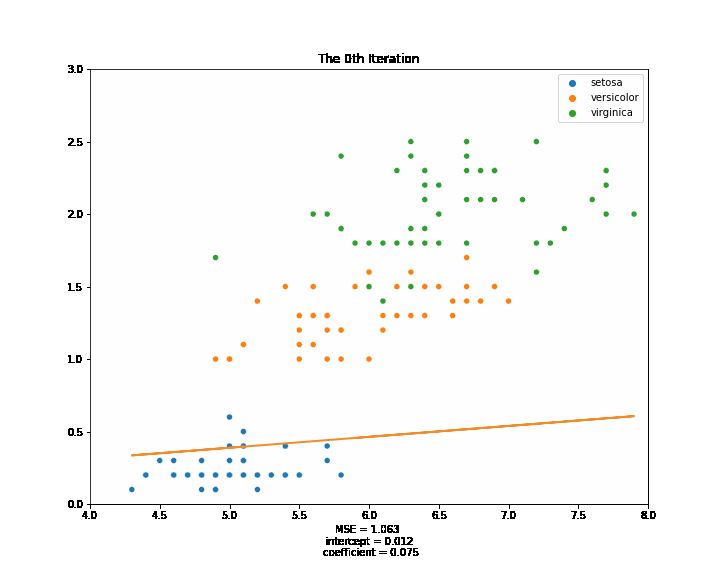 The 0th Iteration
setosa
versicolor
virginica
3.0
2.5
2.0
1.5
1.0
0.5
0.0
4.0 4.5 5.0 5.5 6.0 6.5 7.0 7.5 8.0
MSE = 1.063
intercept = 0.012
coefficient = 0.075